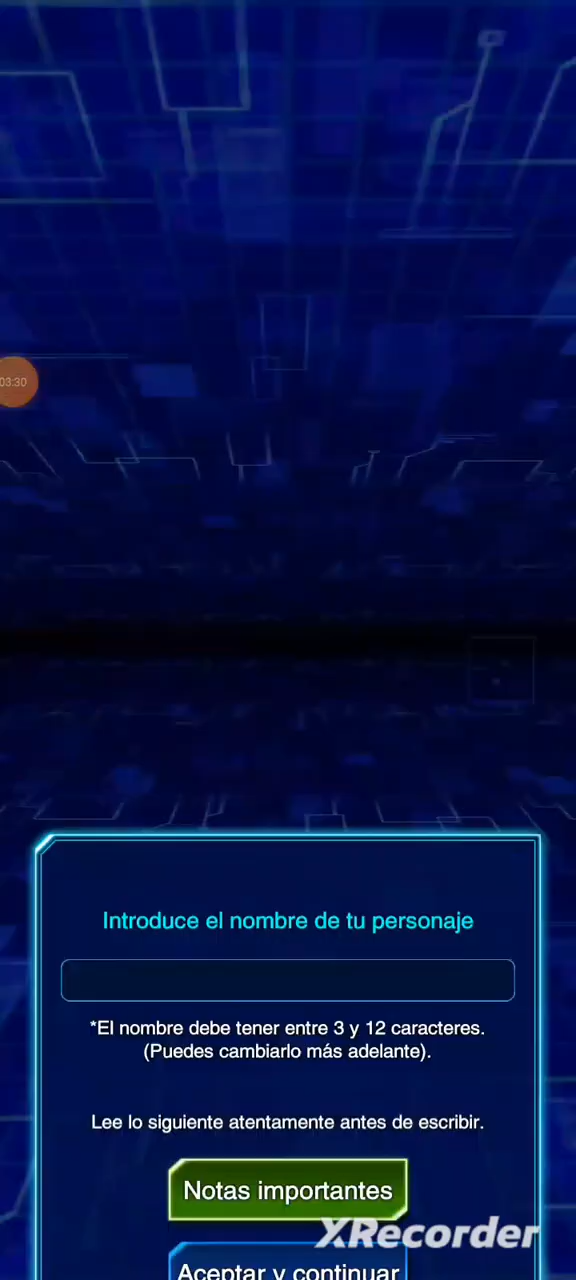 03:30
Introduce el nombre de tu personaje
*El nombre debe tener entre 3 y 12 caracteres.
(Puedes cambiarlo más adelante).
Lee lo siguiente atentamente antes de escribir.
Notas importantes
XRecorder
Aceptar y continuar